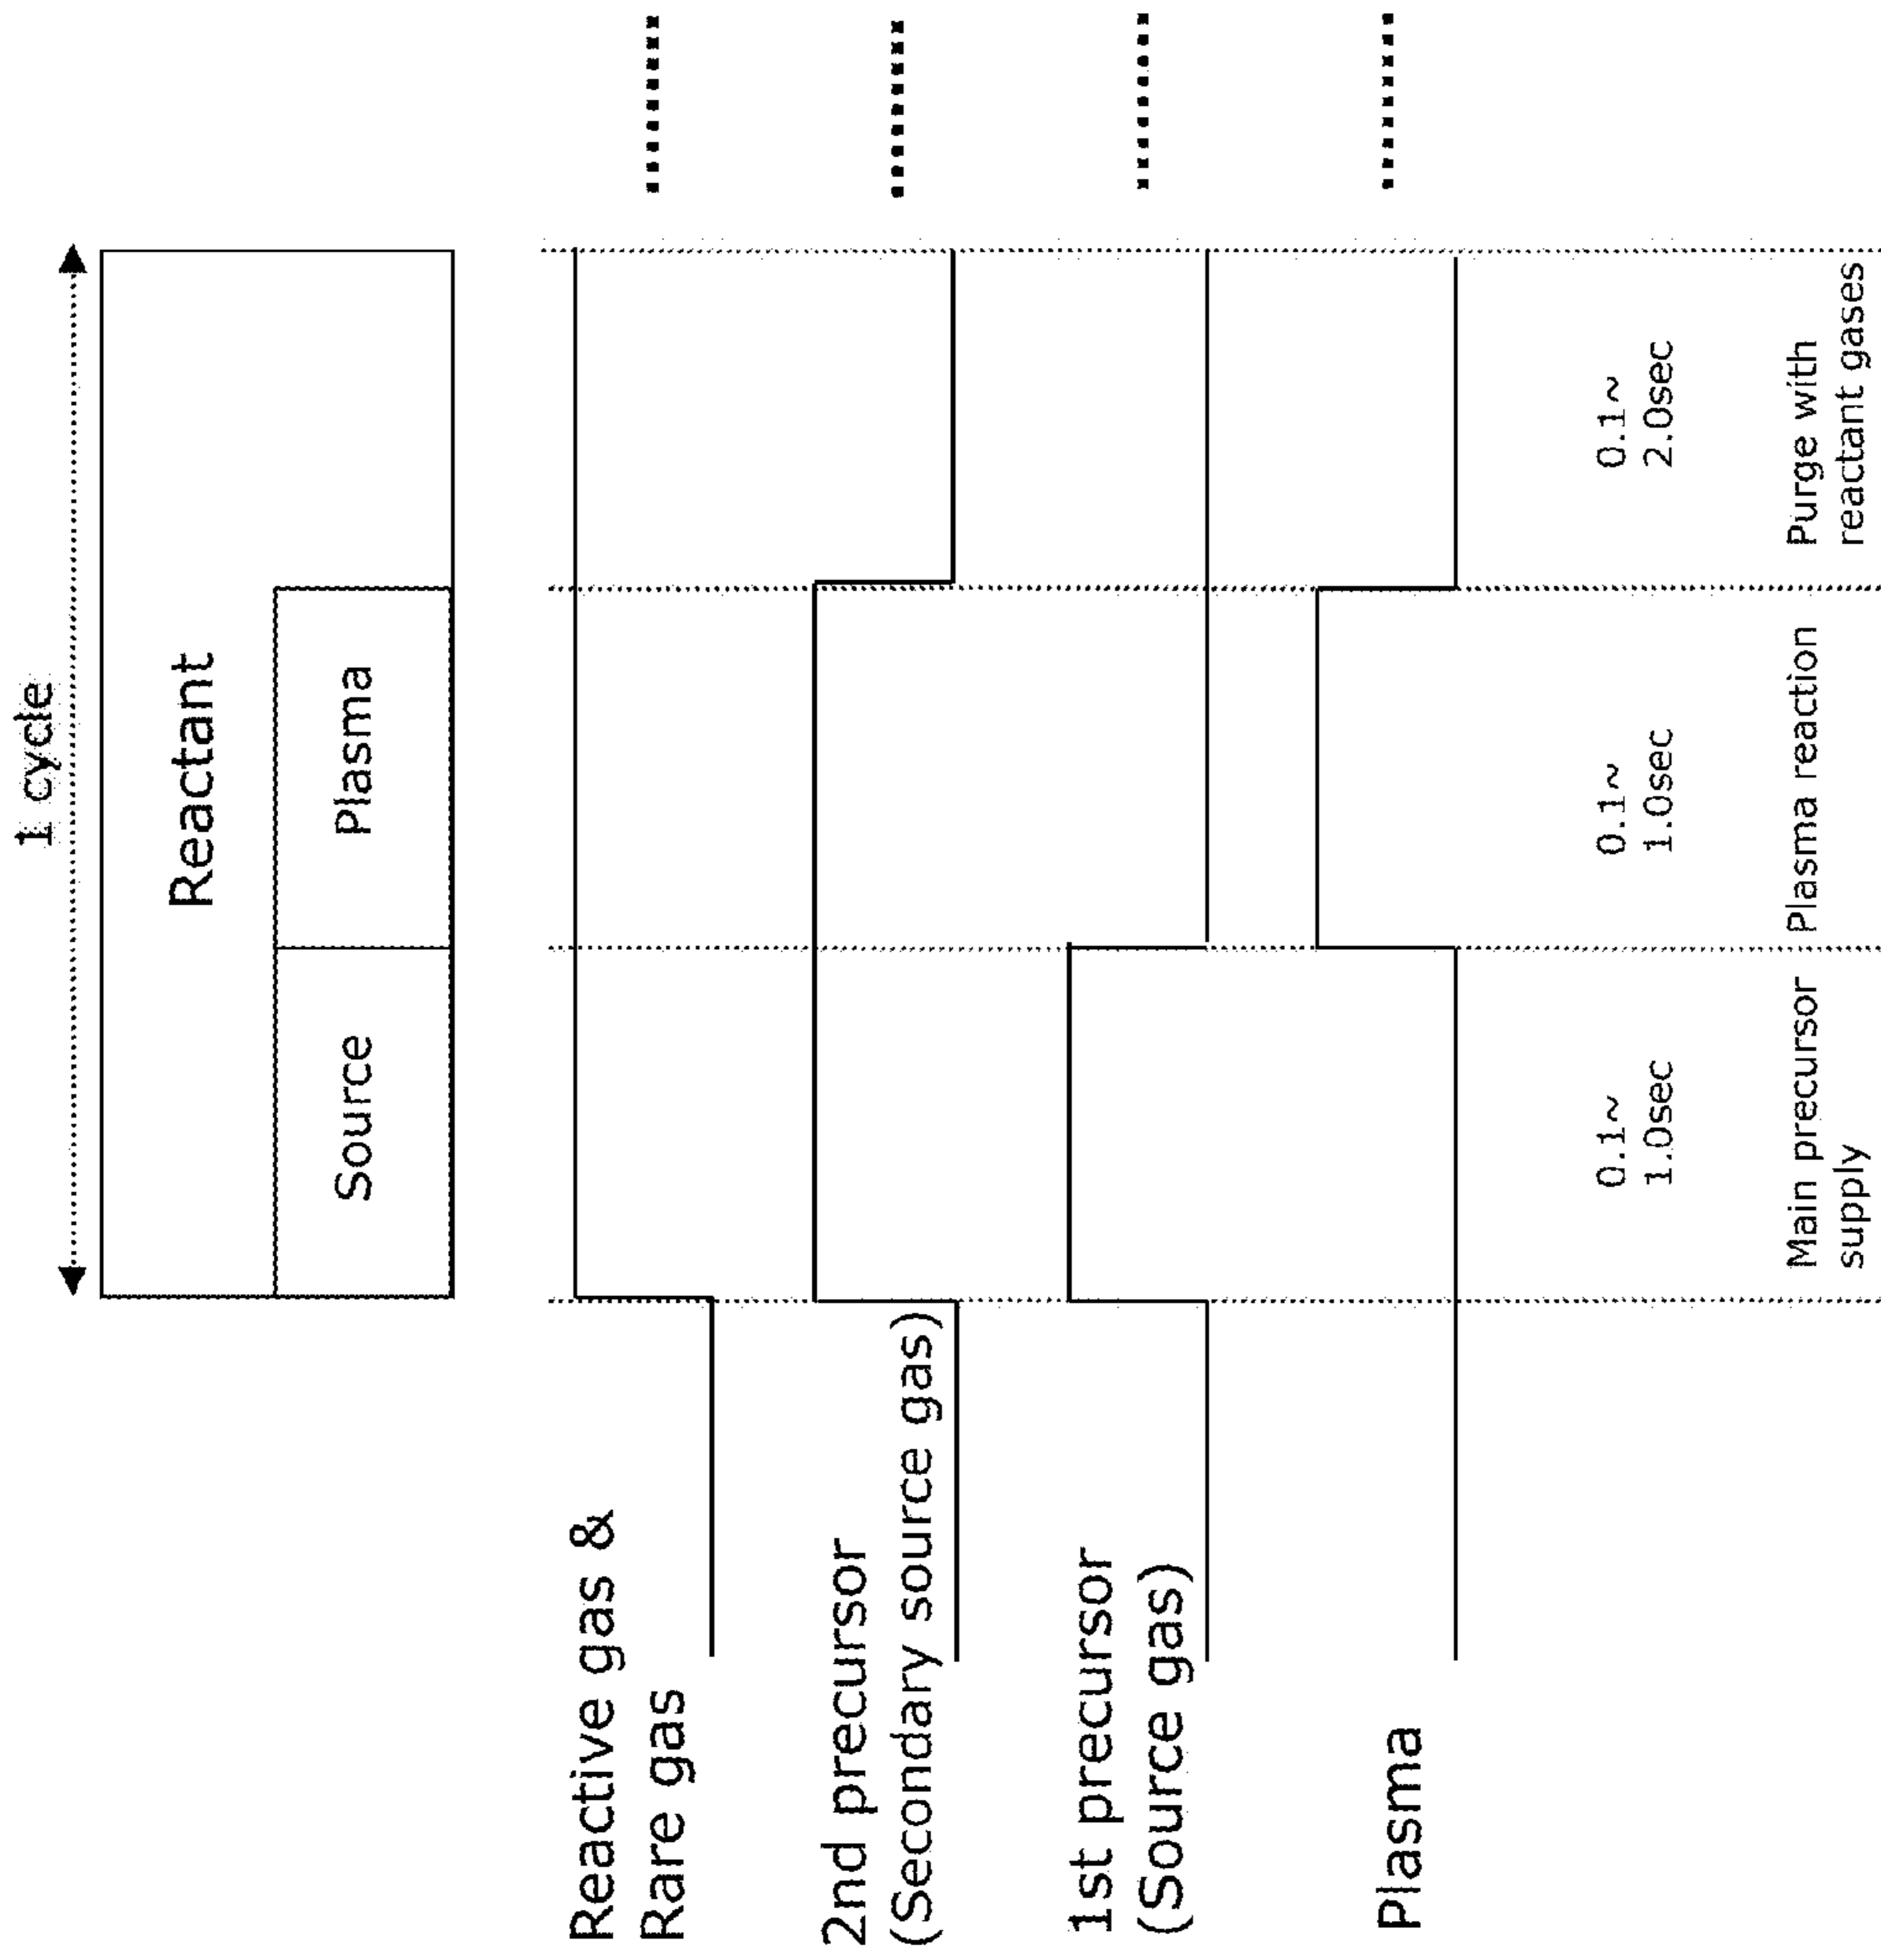 1 cycle
Reactant
Source
Plasma
Reactive gas &
Rare gas
2nd precursor
(Secondary source gas)
1st precursor
(Source gas)
Plasma
0.1~
1.0sec
0.1~
1.0sec
0.1~
2.0sec
Main precursor
supply
Plasma reaction
Purge with
reactant gases